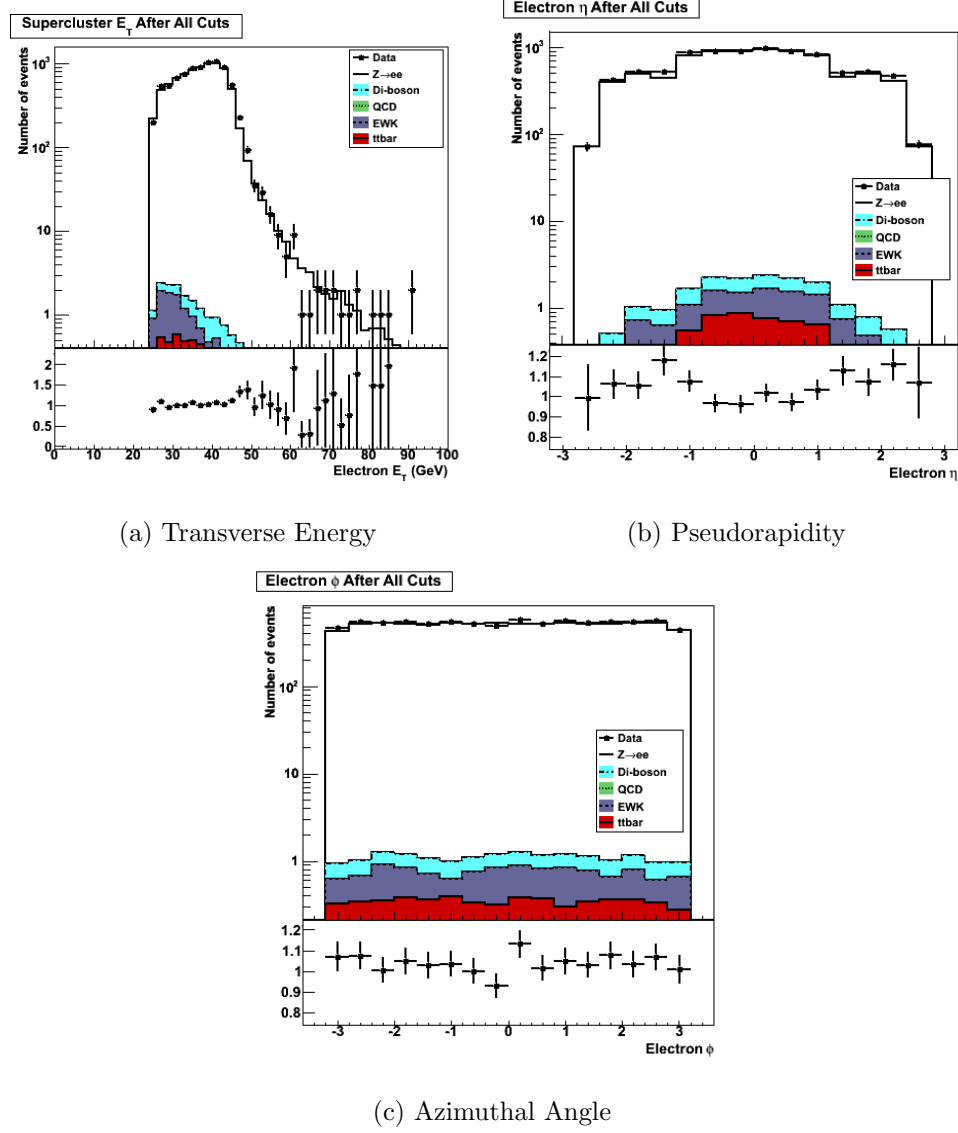 Supercluster E_T After All Cuts
Number of events
10³
10²
10
1
Data
Z→ee
Di-boson
QCD
EWK
ttbar
2
1.5
1
0.5
0
0 10 20 30 40 50 60 70 80 90 100
Electron E_T (GeV)
(a) Transverse Energy
Electron η After All Cuts
Number of events
10³
10²
10
1
Data
Z→ee
Di-boson
QCD
EWK
ttbar
1.2
1.1
1
0.9
0.8
-3 -2 -1 0 1 2 3
Electron η
(b) Pseudorapidity
Electron ϕ After All Cuts
Number of events
10²
10
1
Data
Z→ee
Di-boson
QCD
EWK
ttbar
1.2
1.1
1
0.9
0.8
-3 -2 -1 0 1 2 3
Electron ϕ
(c) Azimuthal Angle